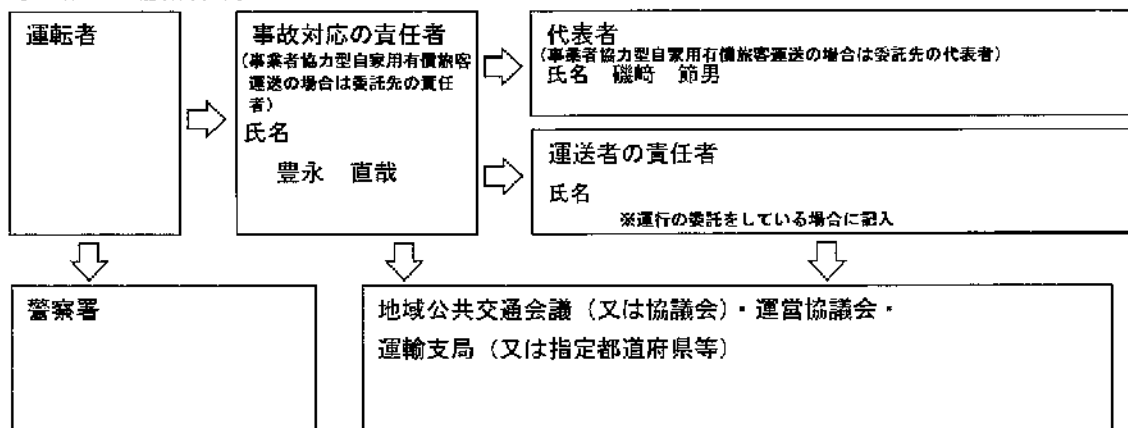 運転者
事故対応の責任者
(事業者協力型自家用有償旅客
運送の場合は委託先の責任
者)
氏名
豊永 直哉
代表者
(事業者協力型自家用有償旅客運送の場合は委託先の代表者)
氏名 磯崎 節男
運送者の責任者
氏名
※運行の委託をしている場合に記入
警察署
地域公共交通会議（又は協議会）・運営協議会・
運輸支局（又は指定都道府県等）